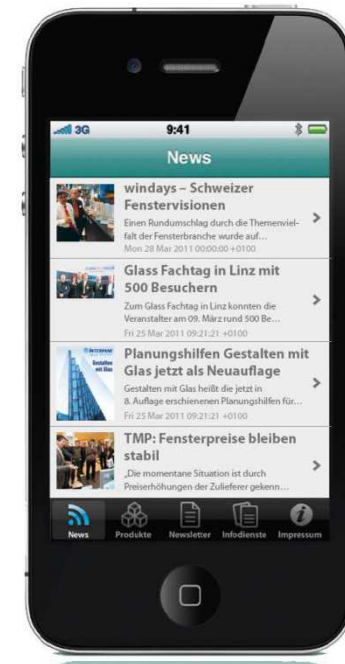 3G 9:41
News
windays – Schweizer
Fenstervisionen
Einen Rundumschlag durch die Themenviel-
falt der Fensterbranche wurde auf...
Mon 28 Mar 2011 00:00:00 +0100
Glass Fachtag in Linz mit
500 Besuchern
Zum Glass Fachtag in Linz konnten die
Veranstalter am 09. März rund 500 Be...
Fri 25 Mar 2011 09:21:21 +0100
INTERPANE
Gestalten
mit Glas
Planungshilfen Gestalten mit
Glas jetzt als Neuauflage
Gestalten mit Glas heißt die jetzt in
8. Auflage erschienenen Planungshilfen für...
Fri 25 Mar 2011 09:21:21 +0100
TMP: Fensterpreise bleiben
stabil
„Die momentane Situation ist durch
Preiserhöhungen der Zulieferer gekenn...
News Produkte Newsletter Infodienste Impressum